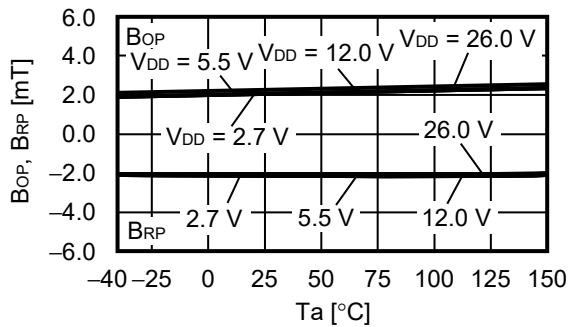 6.0
4.0
2.0
0.0
–2.0
–4.0
–6.0
BOP, BRP [mT]
BOP
VDD = 5.5 V
VDD = 12.0 V
VDD = 26.0 V
VDD = 2.7 V
26.0 V
2.7 V
5.5 V
12.0 V
BRP
–40 –25 0 25 50 75 100 125 150
Ta [°C]